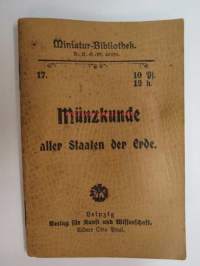 Miniatur-Bibliothek.
17. 10 Pf.
12 h.
Münzkunde
aller Staaten der Erde.
Leipzig
Verlag für Kunst und Wissenschaft.
Albert Otto Paul.